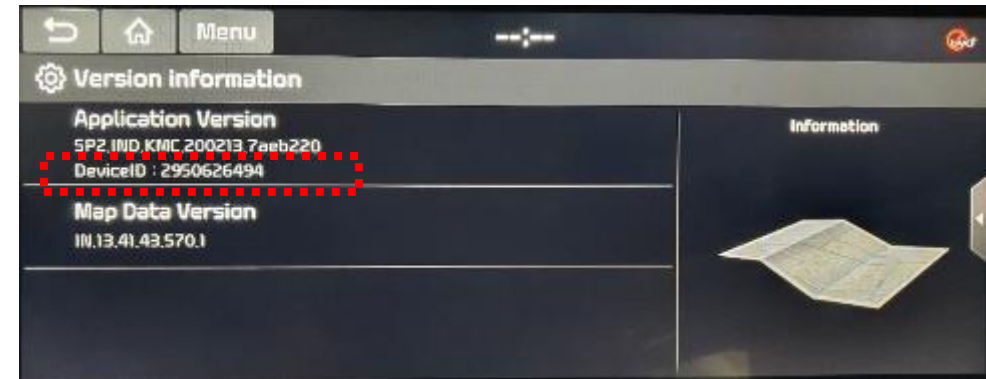 Menu
--:--
Version information
Application Version
SP2.IND.KMC.200213.7aeb220
DeviceID : 2950626494
Map Data Version
IN.13.41.43.570.1
Information